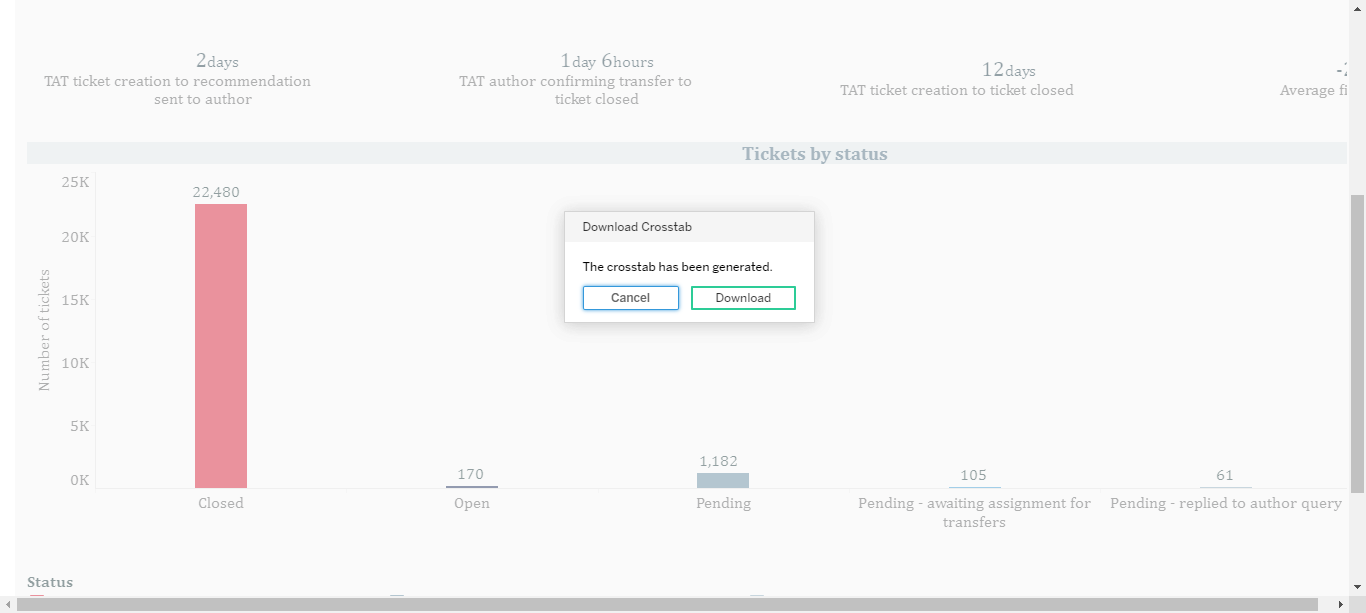 2days
TAT ticket creation to recommendation
sent to author
1day 6hours
TAT author confirming transfer to
ticket closed
12days
TAT ticket creation to ticket closed
Average
Tickets by status
Number of tickets
25K
20K
15K
10K
5K
0K
22,480
170
1,182
105
61
Closed
Open
Pending
Pending - awaiting assignment for
transfers
Pending - replied to author query
Download Crosstab
The crosstab has been generated.
Cancel
Download
Status